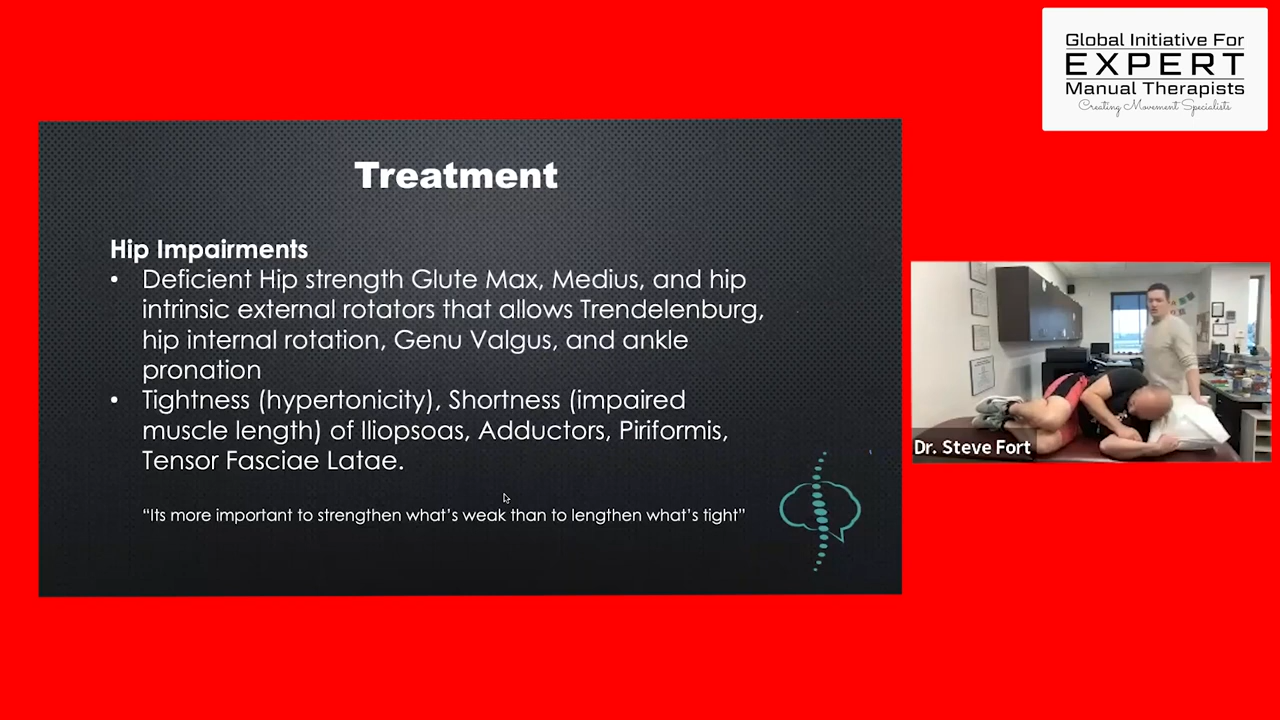 Global Initiative For
EXPERT
Manual Therapists
Creating Movement Specialists
Treatment
Hip Impairments
• Deficient Hip strength Glute Max, Medius, and hip
intrinsic external rotators that allows Trendelenburg,
hip internal rotation, Genu Valgus, and ankle
pronation
• Tightness (hypertonicity), Shortness (impaired
muscle length) of Iliopsoas, Adductors, Piriformis,
Tensor Fasciae Latae.
“Its more important to strengthen what’s weak than to lengthen what’s tight”
Dr. Steve Fort